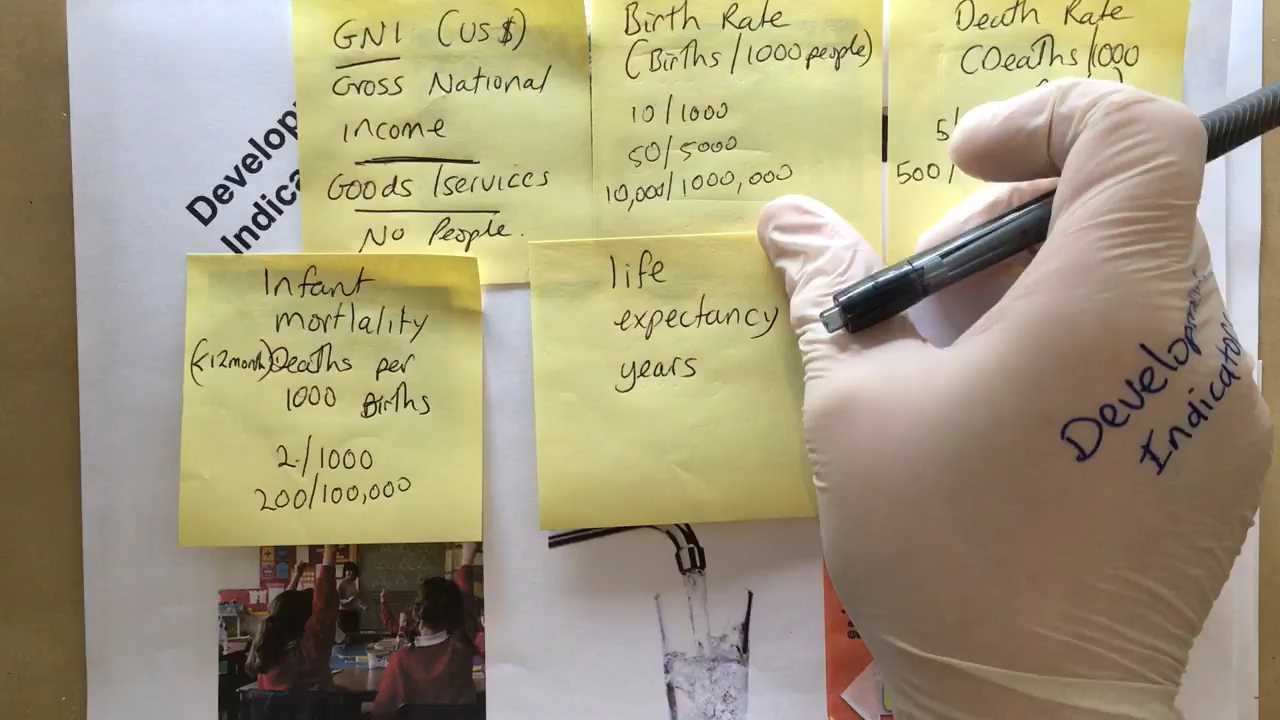 GNI (US$)
Gross National
income
Goods/services
No People.
Birth Rate
(Births/1000 people)
10/1000
50/5000
10,000/1000,000
Death Rate
(Deaths/1000
5/
500/
Develop
Indica
Infant
mortlality
(<12month) Deaths per
1000 Births
2/1000
200/100,000
life
expectancy
years
Development
Indicator